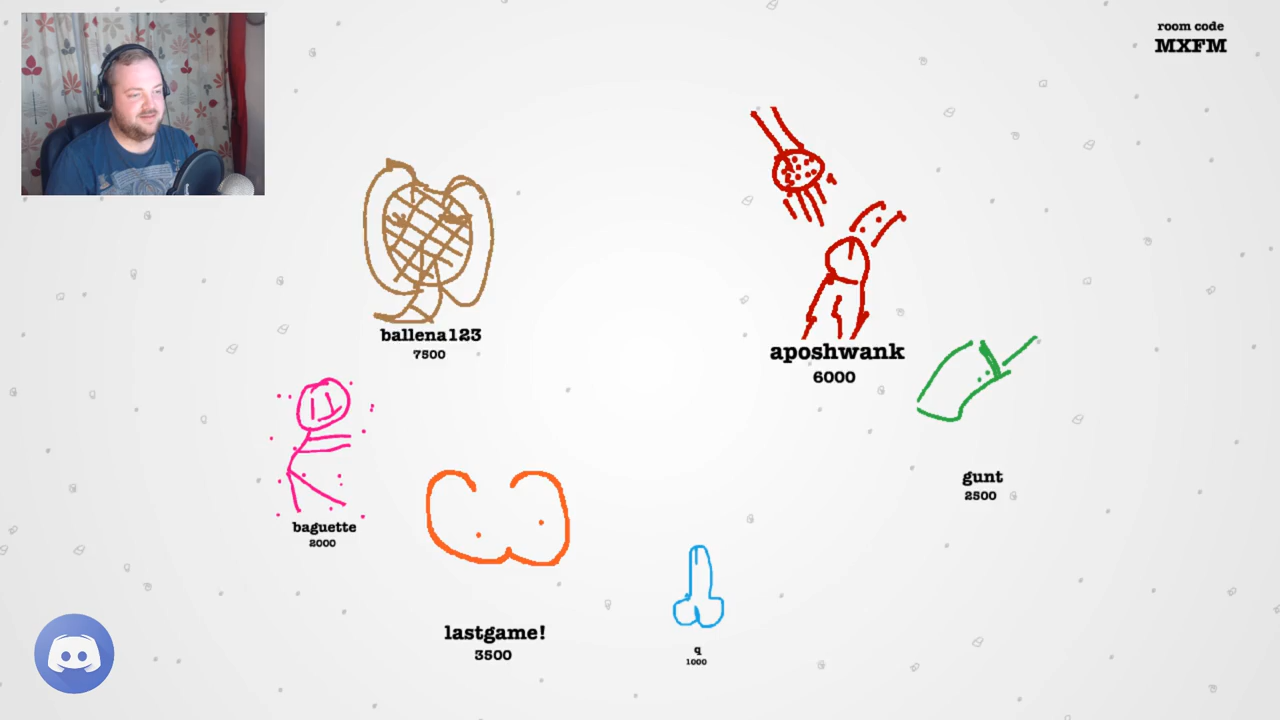 room code
MXFM
ballena123
7500
aposhwank
6000
gunt
2500
baguette
2000
lastgame!
3500
q
1000